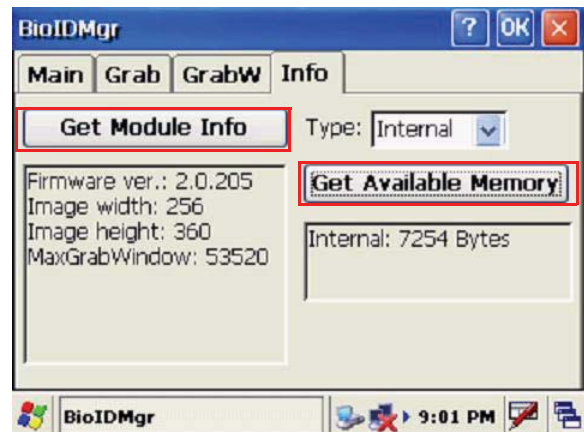 BioIDMgr
? OK
Main Grab GrabW Info
Get Module Info
Type: Internal
Firmware ver.: 2.0.205
Image width: 256
Image height: 360
MaxGrabWindow: 53520
Get Available Memory
Internal: 7254 Bytes
BioIDMgr
9:01 PM